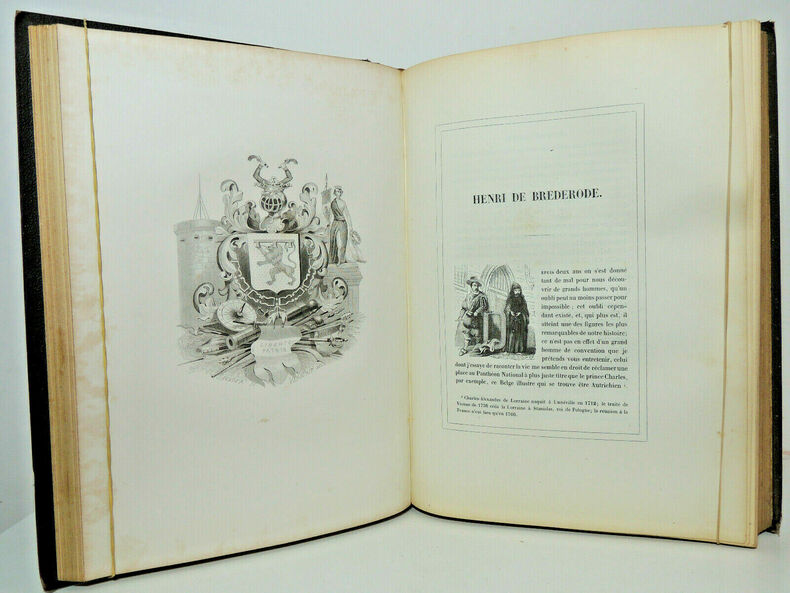 PATRIA
HENRI DE BREDERODE.
EPUIS deux ans on s'est donné
tant de mal pour nous décou-
vrir de grands hommes, qu'un
oubli peut au moins passer pour
impossible; cet oubli cepen-
dant existe, et, qui plus est, il
atteint une des figures les plus
remarquables de notre histoire;
ce n'est pas en effet d'un grand
homme de convention que je
prétends vous entretenir, celui
dont j'essaye de raconter la vie me semble en droit de réclamer une
place au Panthéon National à plus juste titre que le prince Charles,
par exemple, ce Belge illustre qui se trouve être Autrichien
Charles-Alexandre de Lorraine naquit à Lunéville en 1712; le traité de
Vienne de 1736 céda la Lorraine à Stanislas, roi de Pologne; la réunion à la
France n'eut lieu qu'en 1766.